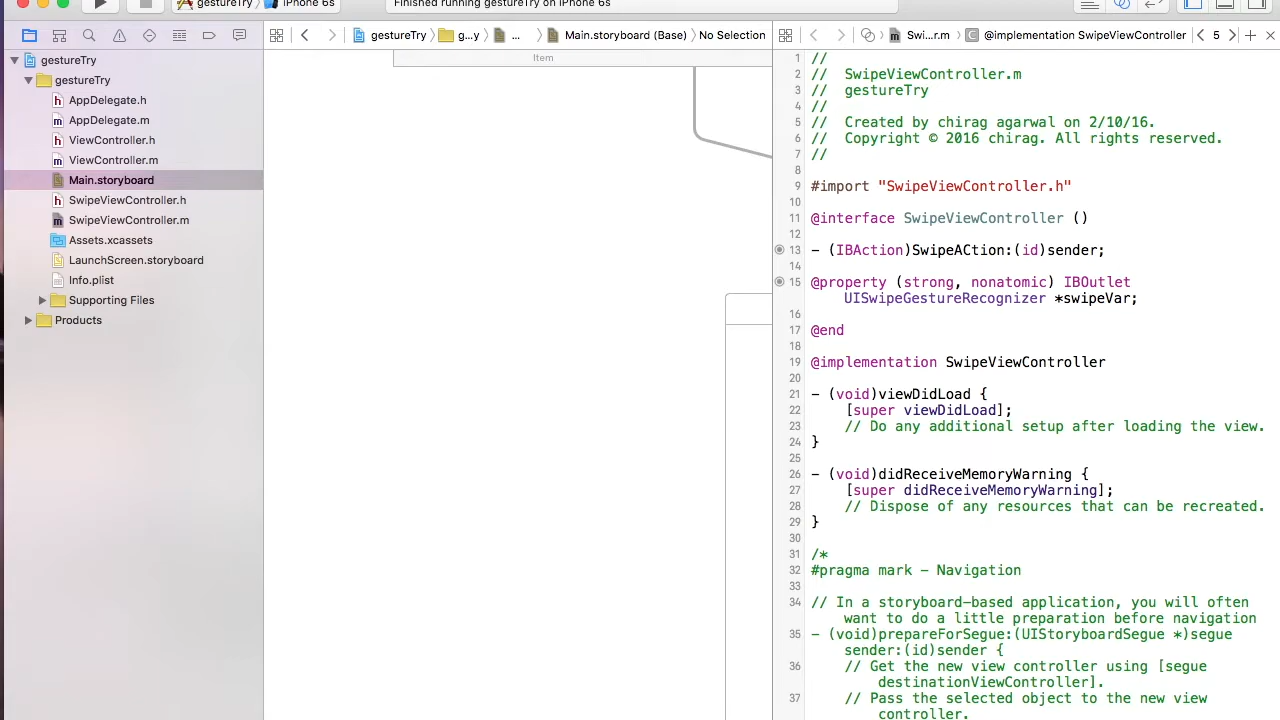 gestureTry
iPhone 6s
Finished running gestureTry on iPhone 6s
gestureTry
g...y
...
Main.storyboard (Base)
No Selection
Swi...r.m
@implementation SwipeViewController
5
gestureTry
gestureTry
AppDelegate.h
AppDelegate.m
ViewController.h
ViewController.m
Main.storyboard
SwipeViewController.h
SwipeViewController.m
Assets.xcassets
LaunchScreen.storyboard
Info.plist
Supporting Files
Products
Item
1 //
2 // SwipeViewController.m
3 // gestureTry
4 //
5 // Created by chirag agarwal on 2/10/16.
6 // Copyright © 2016 chirag. All rights reserved.
7 //
8
9 #import "SwipeViewController.h"
10
11 @interface SwipeViewController ()
12
13 - (IBAction)SwipeACtion:(id)sender;
14
15 @property (strong, nonatomic) IBOutlet
UISwipeGestureRecognizer *swipeVar;
16
17 @end
18
19 @implementation SwipeViewController
20
21 - (void)viewDidLoad {
22 [super viewDidLoad];
23 // Do any additional setup after loading the view.
24 }
25
26 - (void)didReceiveMemoryWarning {
27 [super didReceiveMemoryWarning];
28 // Dispose of any resources that can be recreated.
29 }
30
31 /*
32 #pragma mark - Navigation
33
34 // In a storyboard-based application, you will often
want to do a little preparation before navigation
35 - (void)prepareForSegue:(UIStoryboardSegue *)segue
sender:(id)sender {
36 // Get the new view controller using [segue
destinationViewController].
37 // Pass the selected object to the new view
controller.